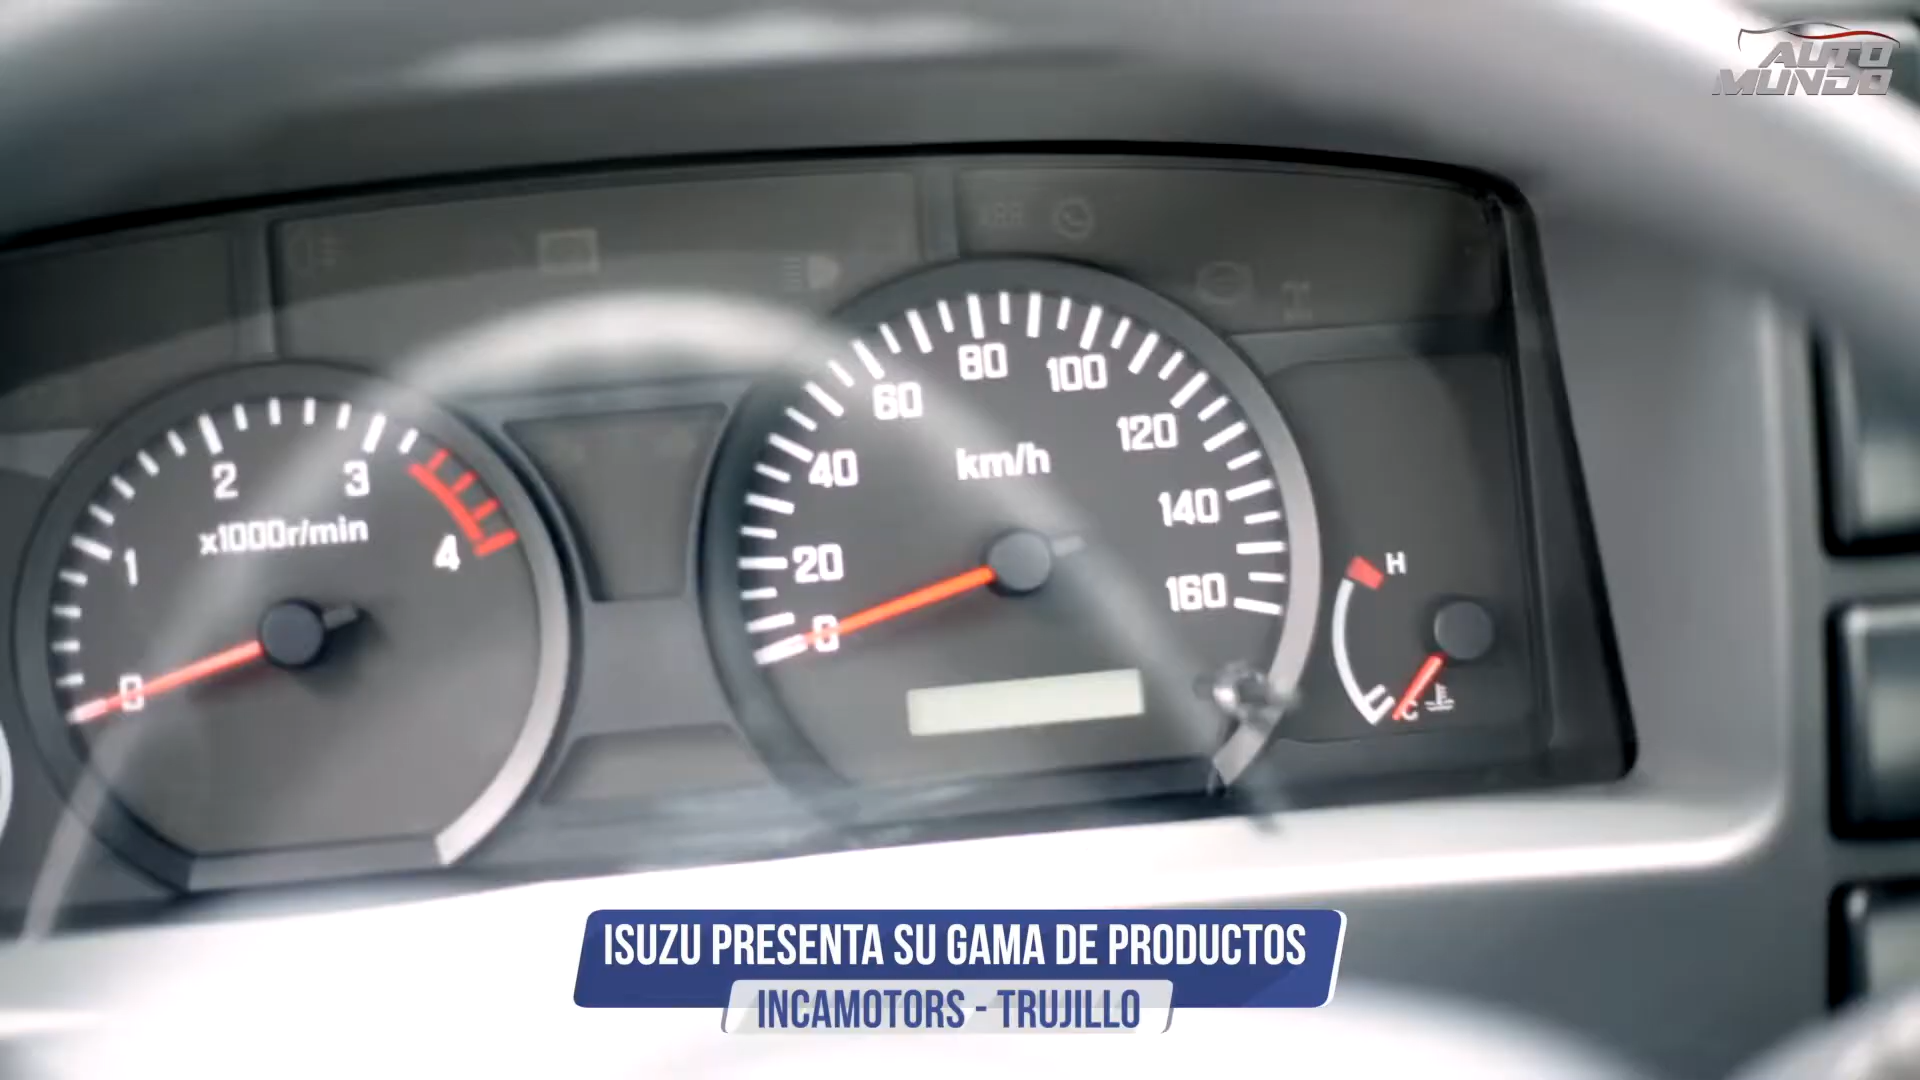 AUTO
MUNDO
80
100
60
120
km/h
40
2
3
140
x1000r/min
4
1
20
H
160
0
0
C
ISUZU PRESENTA SU GAMA DE PRODUCTOS
INCAMOTORS - TRUJILLO